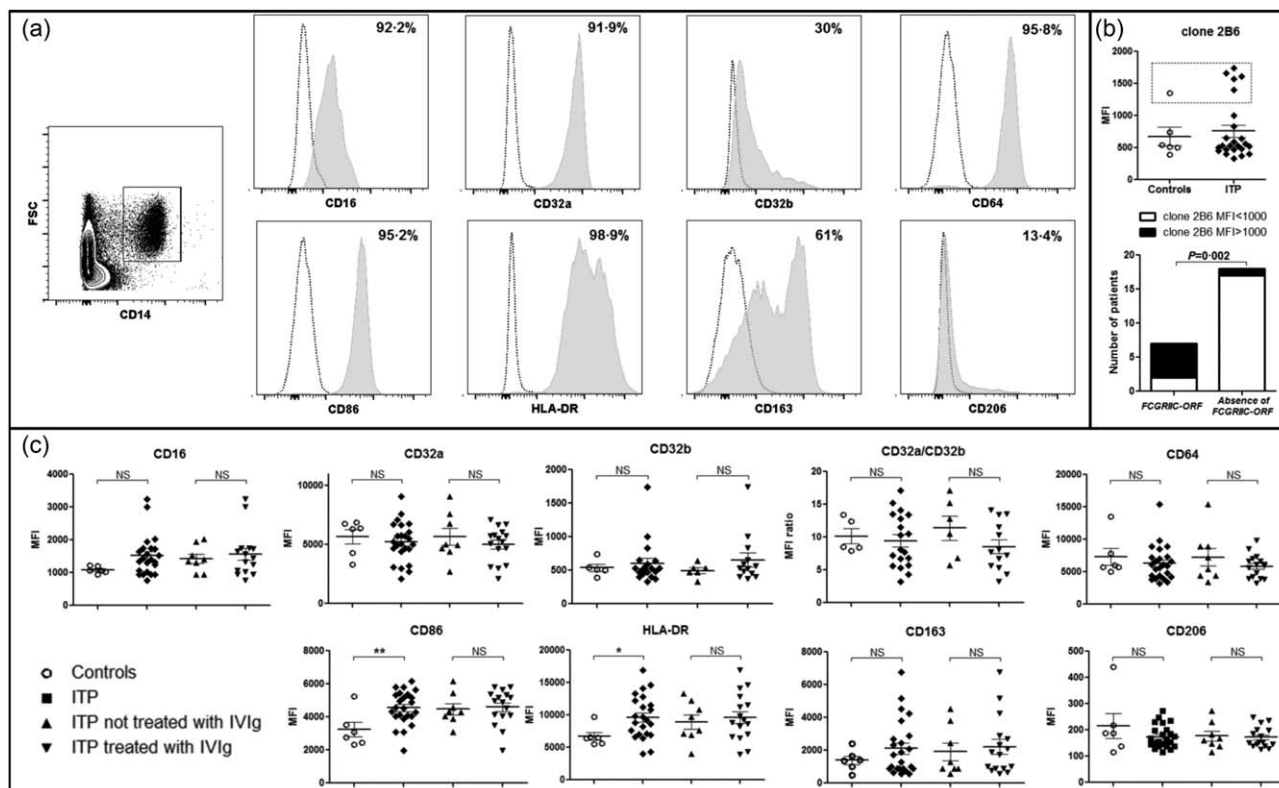 (a)
92·2%
91·9%
30%
95·8%
FSC
CD14
CD16
CD32a
CD32b
CD64
95·2%
98·9%
61%
13·4%
CD86
HLA-DR
CD163
CD206
(b)
clone 2B6
2000
1500
1000
500
0
MFI
Controls
ITP
clone 2B6 MFI<1000
clone 2B6 MFI>1000
P=0·002
20
15
10
5
0
Number of patients
FCGRIIC-ORF
Absence of
FCGRIIC-ORF
(c)
CD16
NS
NS
4000
3000
2000
1000
0
MFI
CD32a
NS
NS
10000
5000
0
MFI
CD32b
NS
NS
2000
1500
1000
500
0
MFI
CD32a/CD32b
NS
NS
20
15
10
5
0
MFI ratio
CD64
NS
NS
20000
15000
10000
5000
0
MFI
Controls
ITP
ITP not treated with IVIg
ITP treated with IVIg
CD86
**
NS
8000
6000
4000
2000
0
MFI
HLA-DR
*
NS
20000
15000
10000
5000
0
MFI
CD163
NS
NS
8000
6000
4000
2000
0
MFI
CD206
NS
NS
500
400
300
200
100
0
MFI